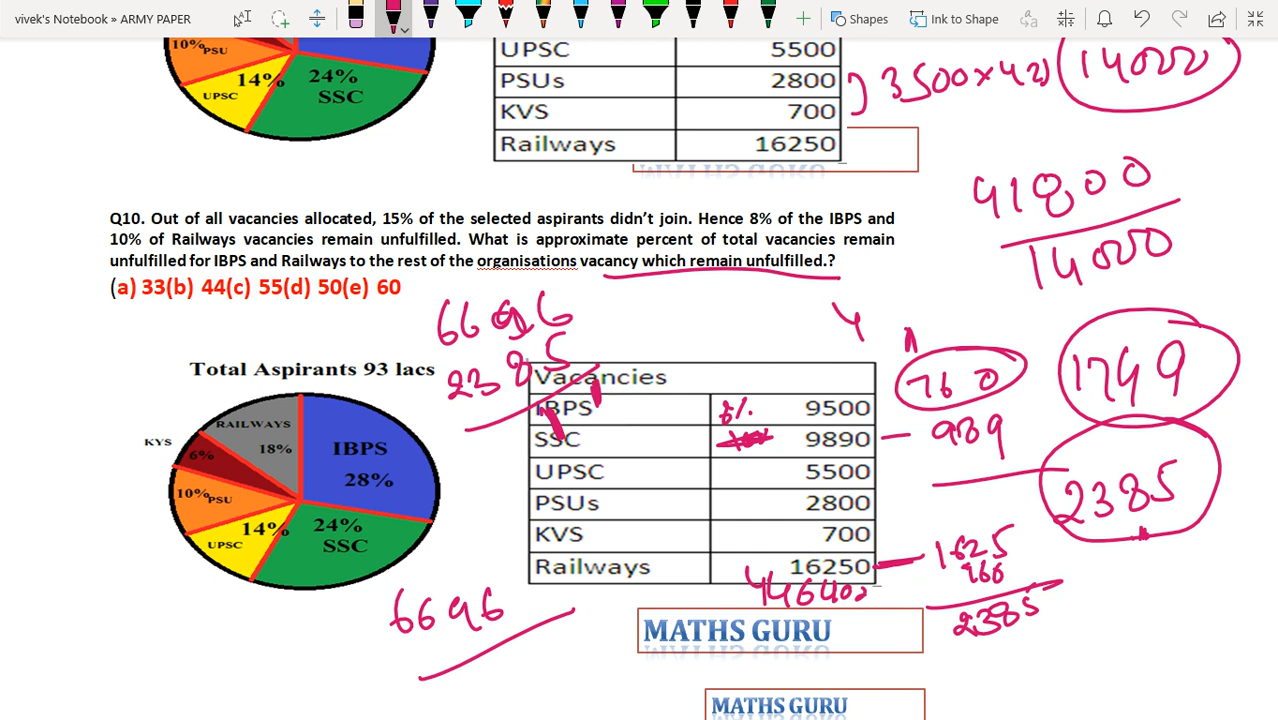 vivek's Notebook » ARMY PAPER
Shapes
Ink to Shape
10% PSU
UPSC 14%
24%
SSC
UPSC 5500
PSUs 2800
KVS 700
Railways 16250
3500×42
14000
41800
14000
Q10. Out of all vacancies allocated, 15% of the selected aspirants didn't join. Hence 8% of the IBPS and
10% of Railways vacancies remain unfulfilled. What is approximate percent of total vacancies remain
unfulfilled for IBPS and Railways to the rest of the organisations vacancy which remain unfulfilled.?
(a) 33(b) 44(c) 55(d) 50(e) 60
6696
2385
Total Aspirants 93 lacs
RAILWAYS
18%
KYS
6%
IBPS
28%
10% PSU
14%
UPSC
24%
SSC
Vacancies
IBPS 8% 9500
SSC 9890
UPSC 5500
PSUs 2800
KVS 700
Railways 16250
760
989
1749
2385
1625
2385
6696
MATHS GURU
MATHS GURU